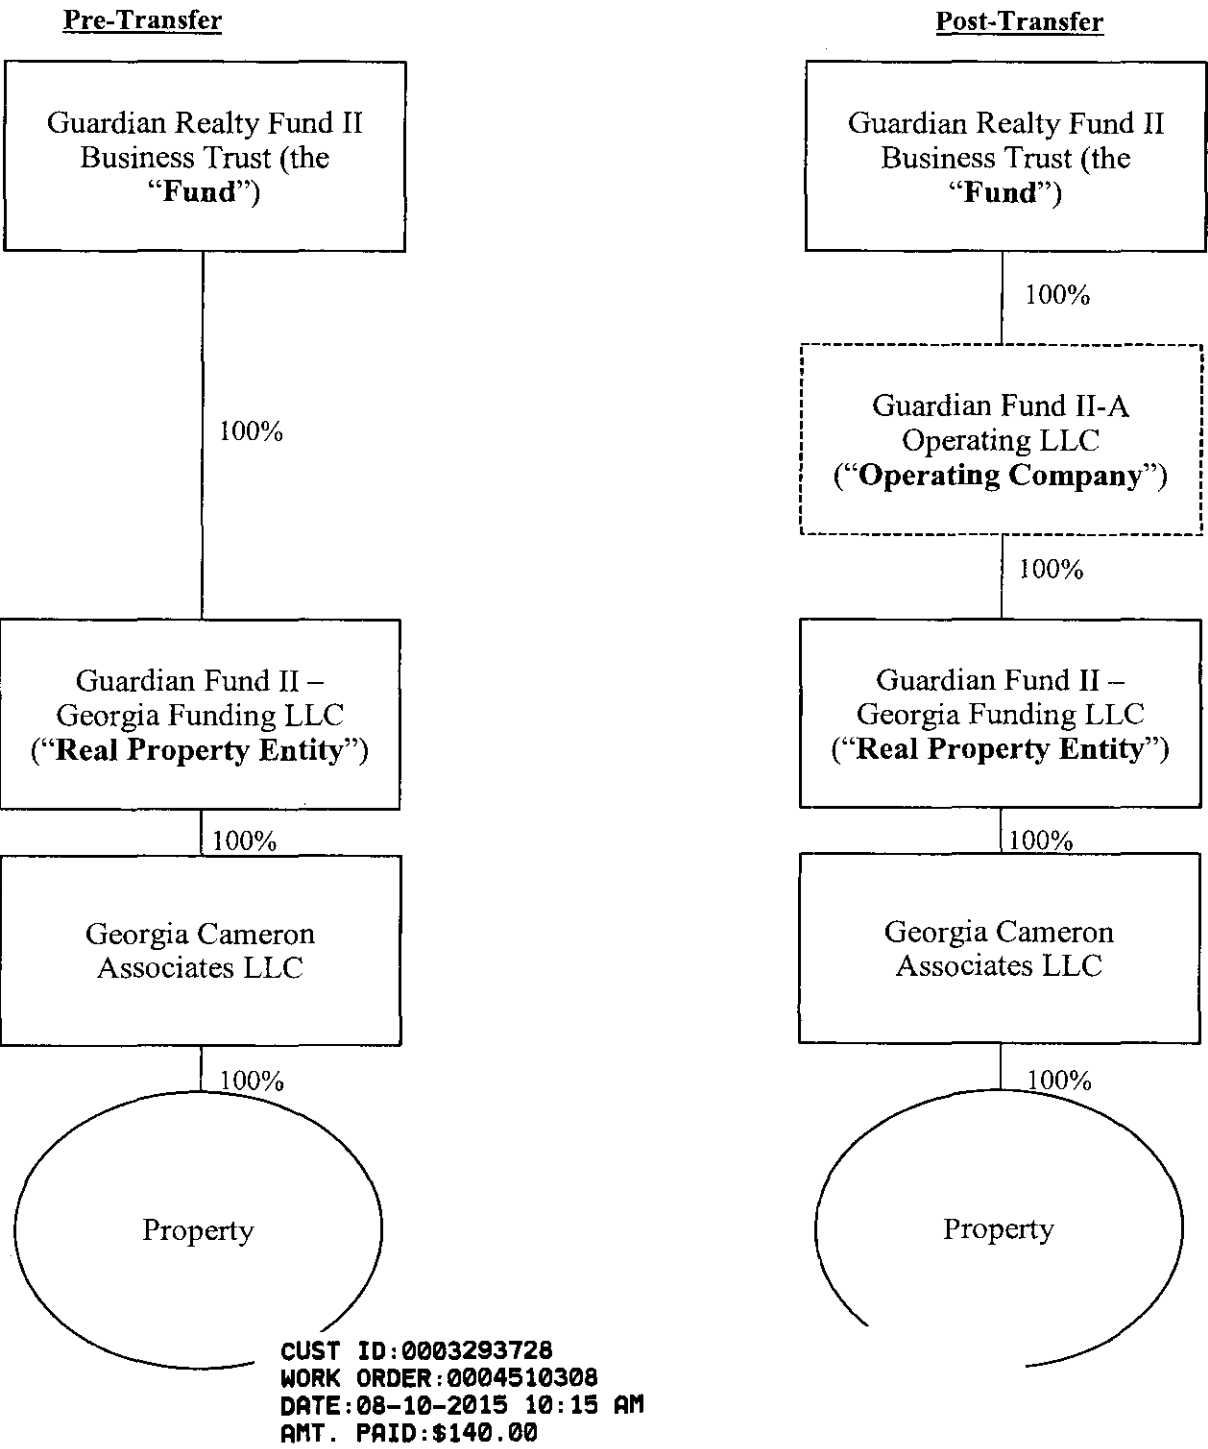 Pre-Transfer
Guardian Realty Fund II
Business Trust (the
“Fund”)
100%
Guardian Fund II –
Georgia Funding LLC
(“Real Property Entity”)
100%
Georgia Cameron
Associates LLC
100%
Property
Post-Transfer
Guardian Realty Fund II
Business Trust (the
“Fund”)
100%
Guardian Fund II-A
Operating LLC
(“Operating Company”)
100%
Guardian Fund II –
Georgia Funding LLC
(“Real Property Entity”)
100%
Georgia Cameron
Associates LLC
100%
Property
CUST ID:0003293728
WORK ORDER:0004510308
DATE:08-10-2015 10:15 AM
AMT. PAID:$140.00